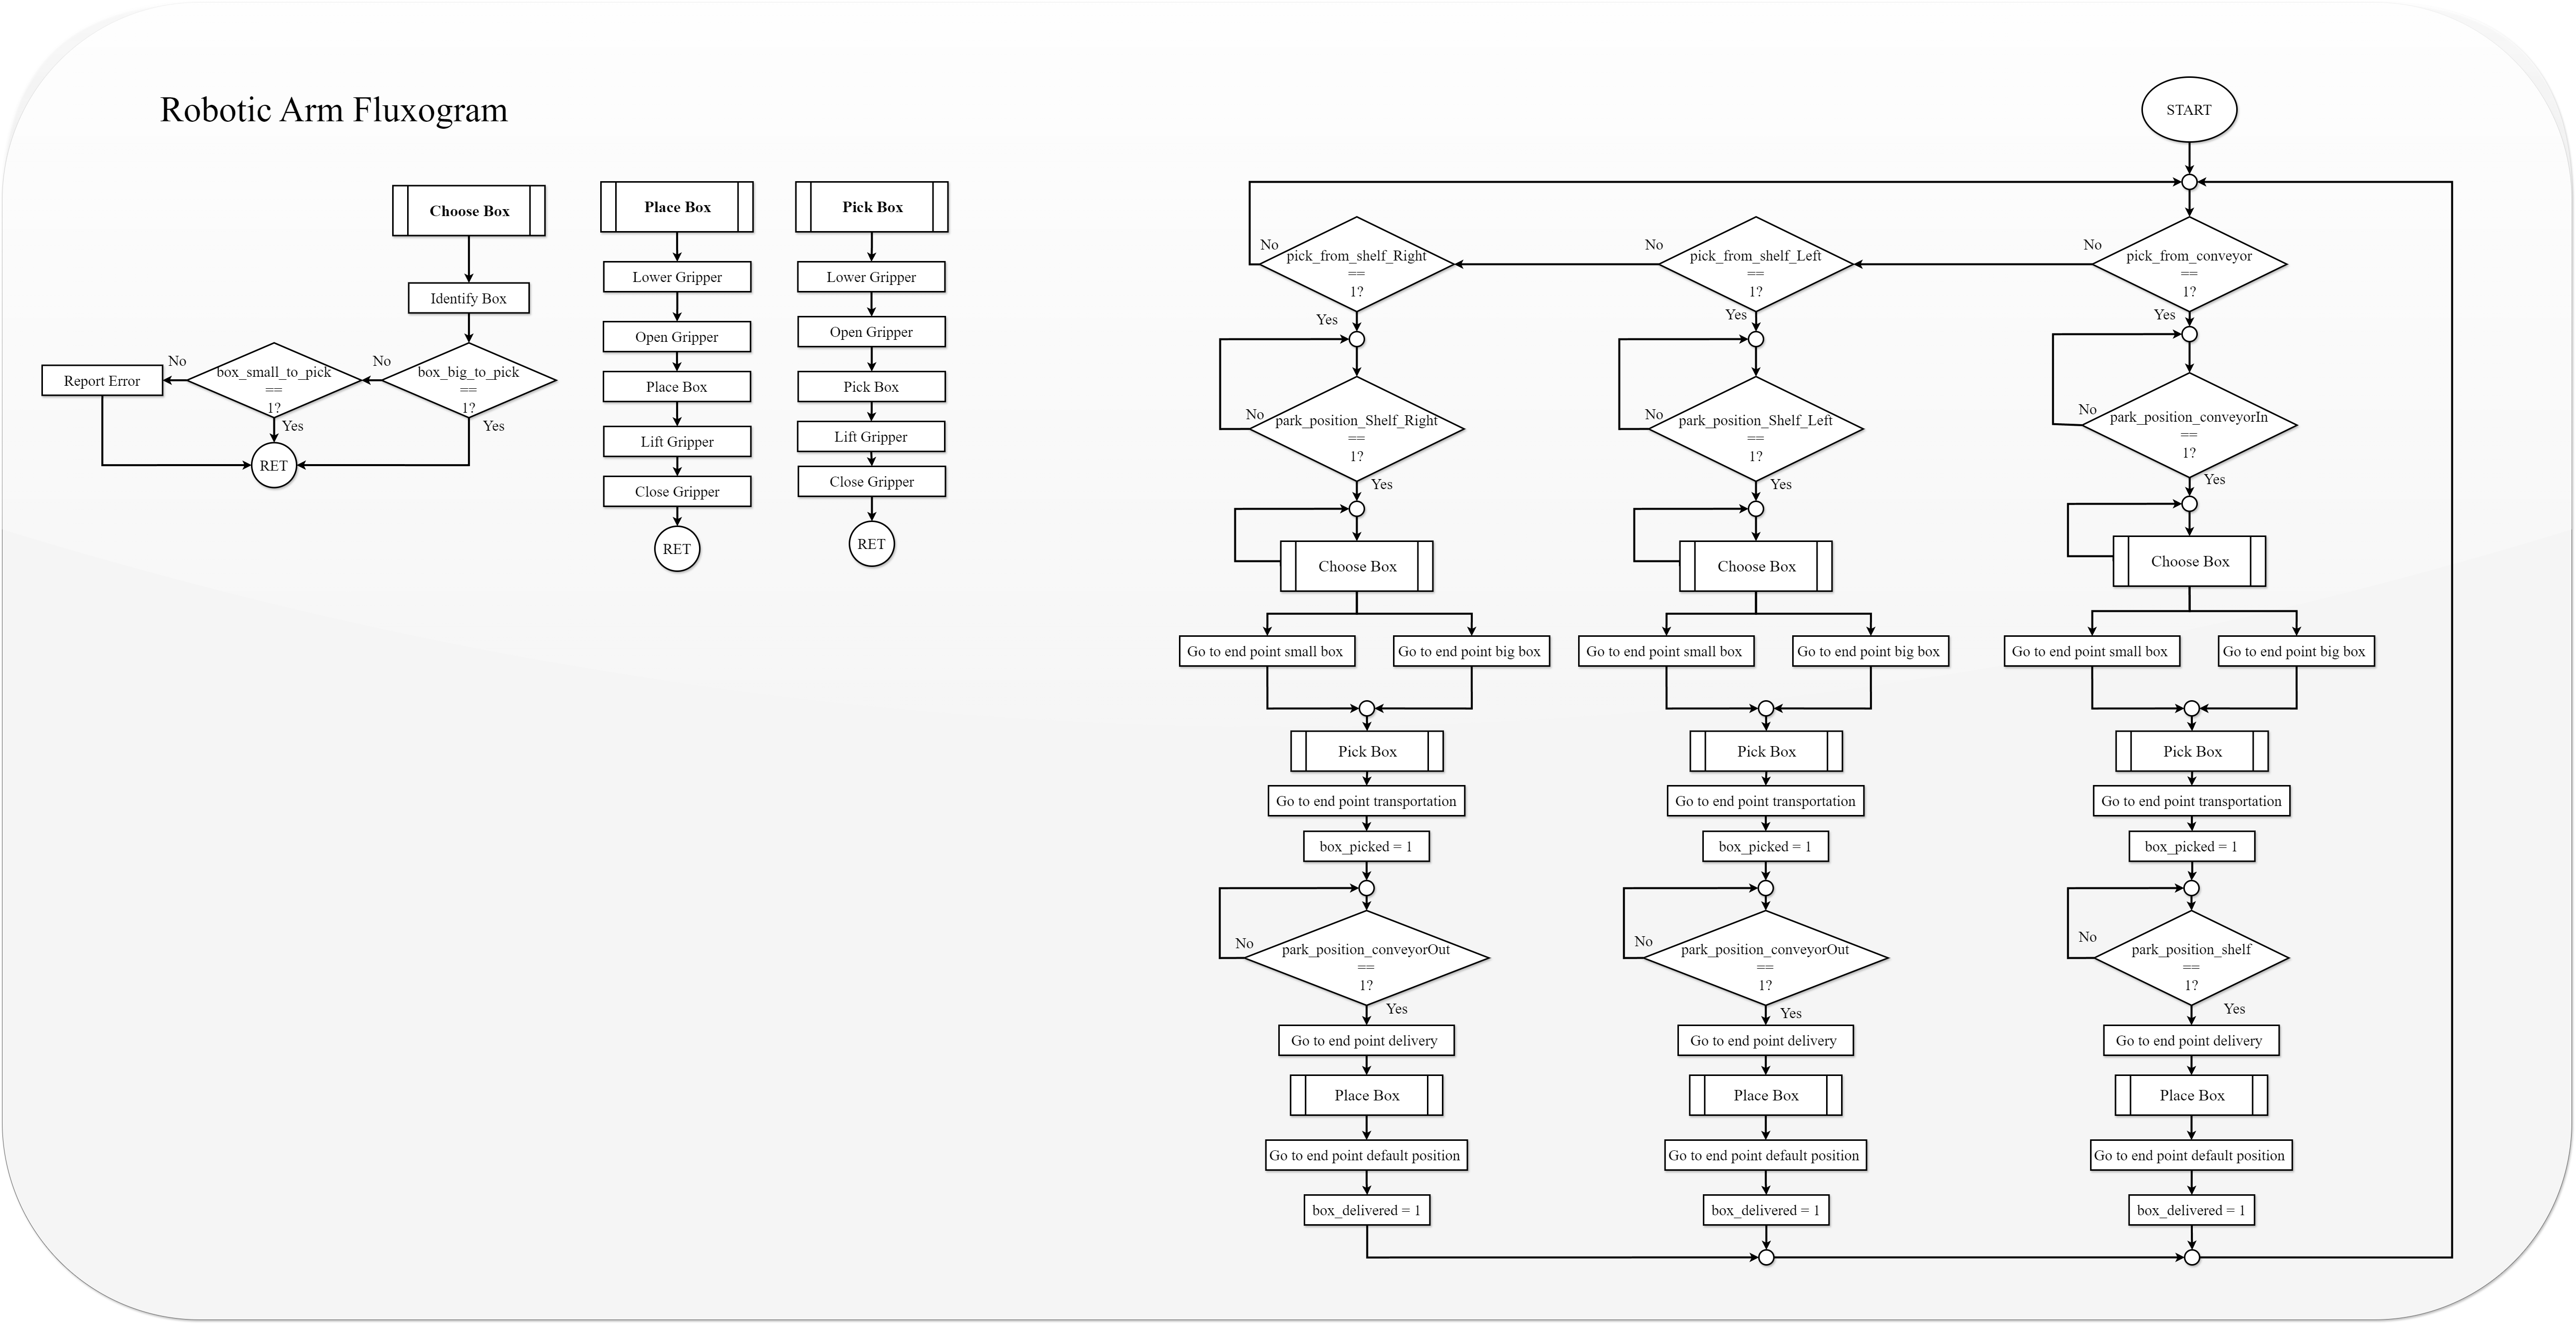 Robotic Arm Fluxogram
Choose Box
Identify Box
box_big_to_pick
==
1?
No
Yes
box_small_to_pick
==
1?
No
Yes
Report Error
RET
Place Box
Lower Gripper
Open Gripper
Place Box
Lift Gripper
Close Gripper
RET
Pick Box
Lower Gripper
Open Gripper
Pick Box
Lift Gripper
Close Gripper
RET
START
pick_from_conveyor
==
1?
No
Yes
park_position_conveyorIn
==
1?
No
Yes
Choose Box
Go to end point small box
Go to end point big box
Pick Box
Go to end point transportation
box_picked = 1
park_position_shelf
==
1?
No
Yes
Go to end point delivery
Place Box
Go to end point default position
box_delivered = 1
pick_from_shelf_Left
==
1?
No
Yes
park_position_Shelf_Left
==
1?
No
Yes
Choose Box
Go to end point small box
Go to end point big box
Pick Box
Go to end point transportation
box_picked = 1
park_position_conveyorOut
==
1?
No
Yes
Go to end point delivery
Place Box
Go to end point default position
box_delivered = 1
pick_from_shelf_Right
==
1?
No
Yes
park_position_Shelf_Right
==
1?
No
Yes
Choose Box
Go to end point small box
Go to end point big box
Pick Box
Go to end point transportation
box_picked = 1
park_position_conveyorOut
==
1?
No
Yes
Go to end point delivery
Place Box
Go to end point default position
box_delivered = 1